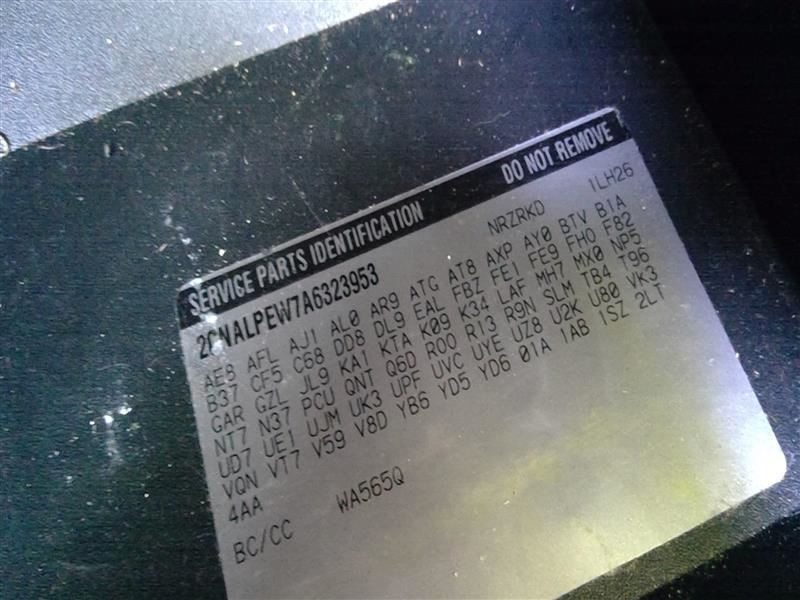 SERVICE PARTS IDENTIFICATION DO NOT REMOVE
2CNALPEW7A6323953 NRZRKD 1LH26
AE8 AFL AJ1 AL0 AR9 ATG AT8 AXP AY0 BTV B1A
B37 CF5 C68 DD8 DL9 EAL FBZ FE1 FE9 FHO F82
GAR GZL JL9 KA1 KTA K09 K34 LAF MH7 MX0 NP5
NT7 N37 PCU QNT Q6D ROO R13 R9N SLM TB4 T96
UD7 UE1 UJM UK3 UPF UVC UYE UZ8 U2K U80 VK3
VQN VT7 V59 V8D YB6 YD5 YD6 01A 1AB 1SZ 2LT
4AA
BC/CC WA565Q